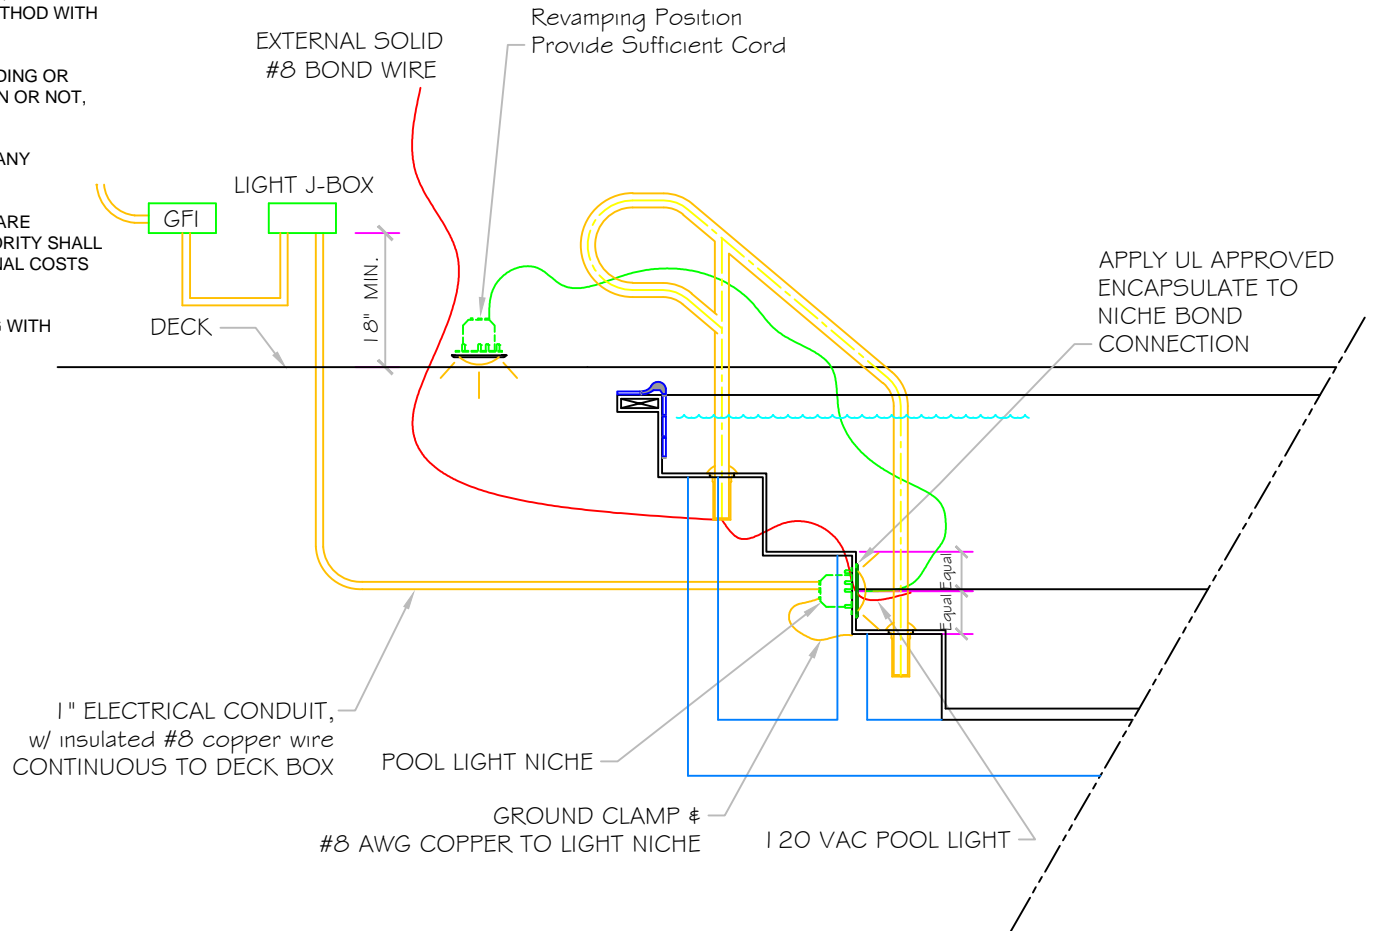 THOD WITH
DING OR
N OR NOT,
ANY
ARE
ORITY SHALL
NAL COSTS
G WITH
EXTERNAL SOLID
#8 BOND WIRE
Revamping Position
Provide Sufficient Cord
LIGHT J-BOX
GFI
18" MIN.
DECK
APPLY UL APPROVED
ENCAPSULATE TO
NICHE BOND
CONNECTION
Equal
Equal
1" ELECTRICAL CONDUIT,
w/ insulated #8 copper wire
CONTINUOUS TO DECK BOX
POOL LIGHT NICHE
GROUND CLAMP &
#8 AWG COPPER TO LIGHT NICHE
120 VAC POOL LIGHT